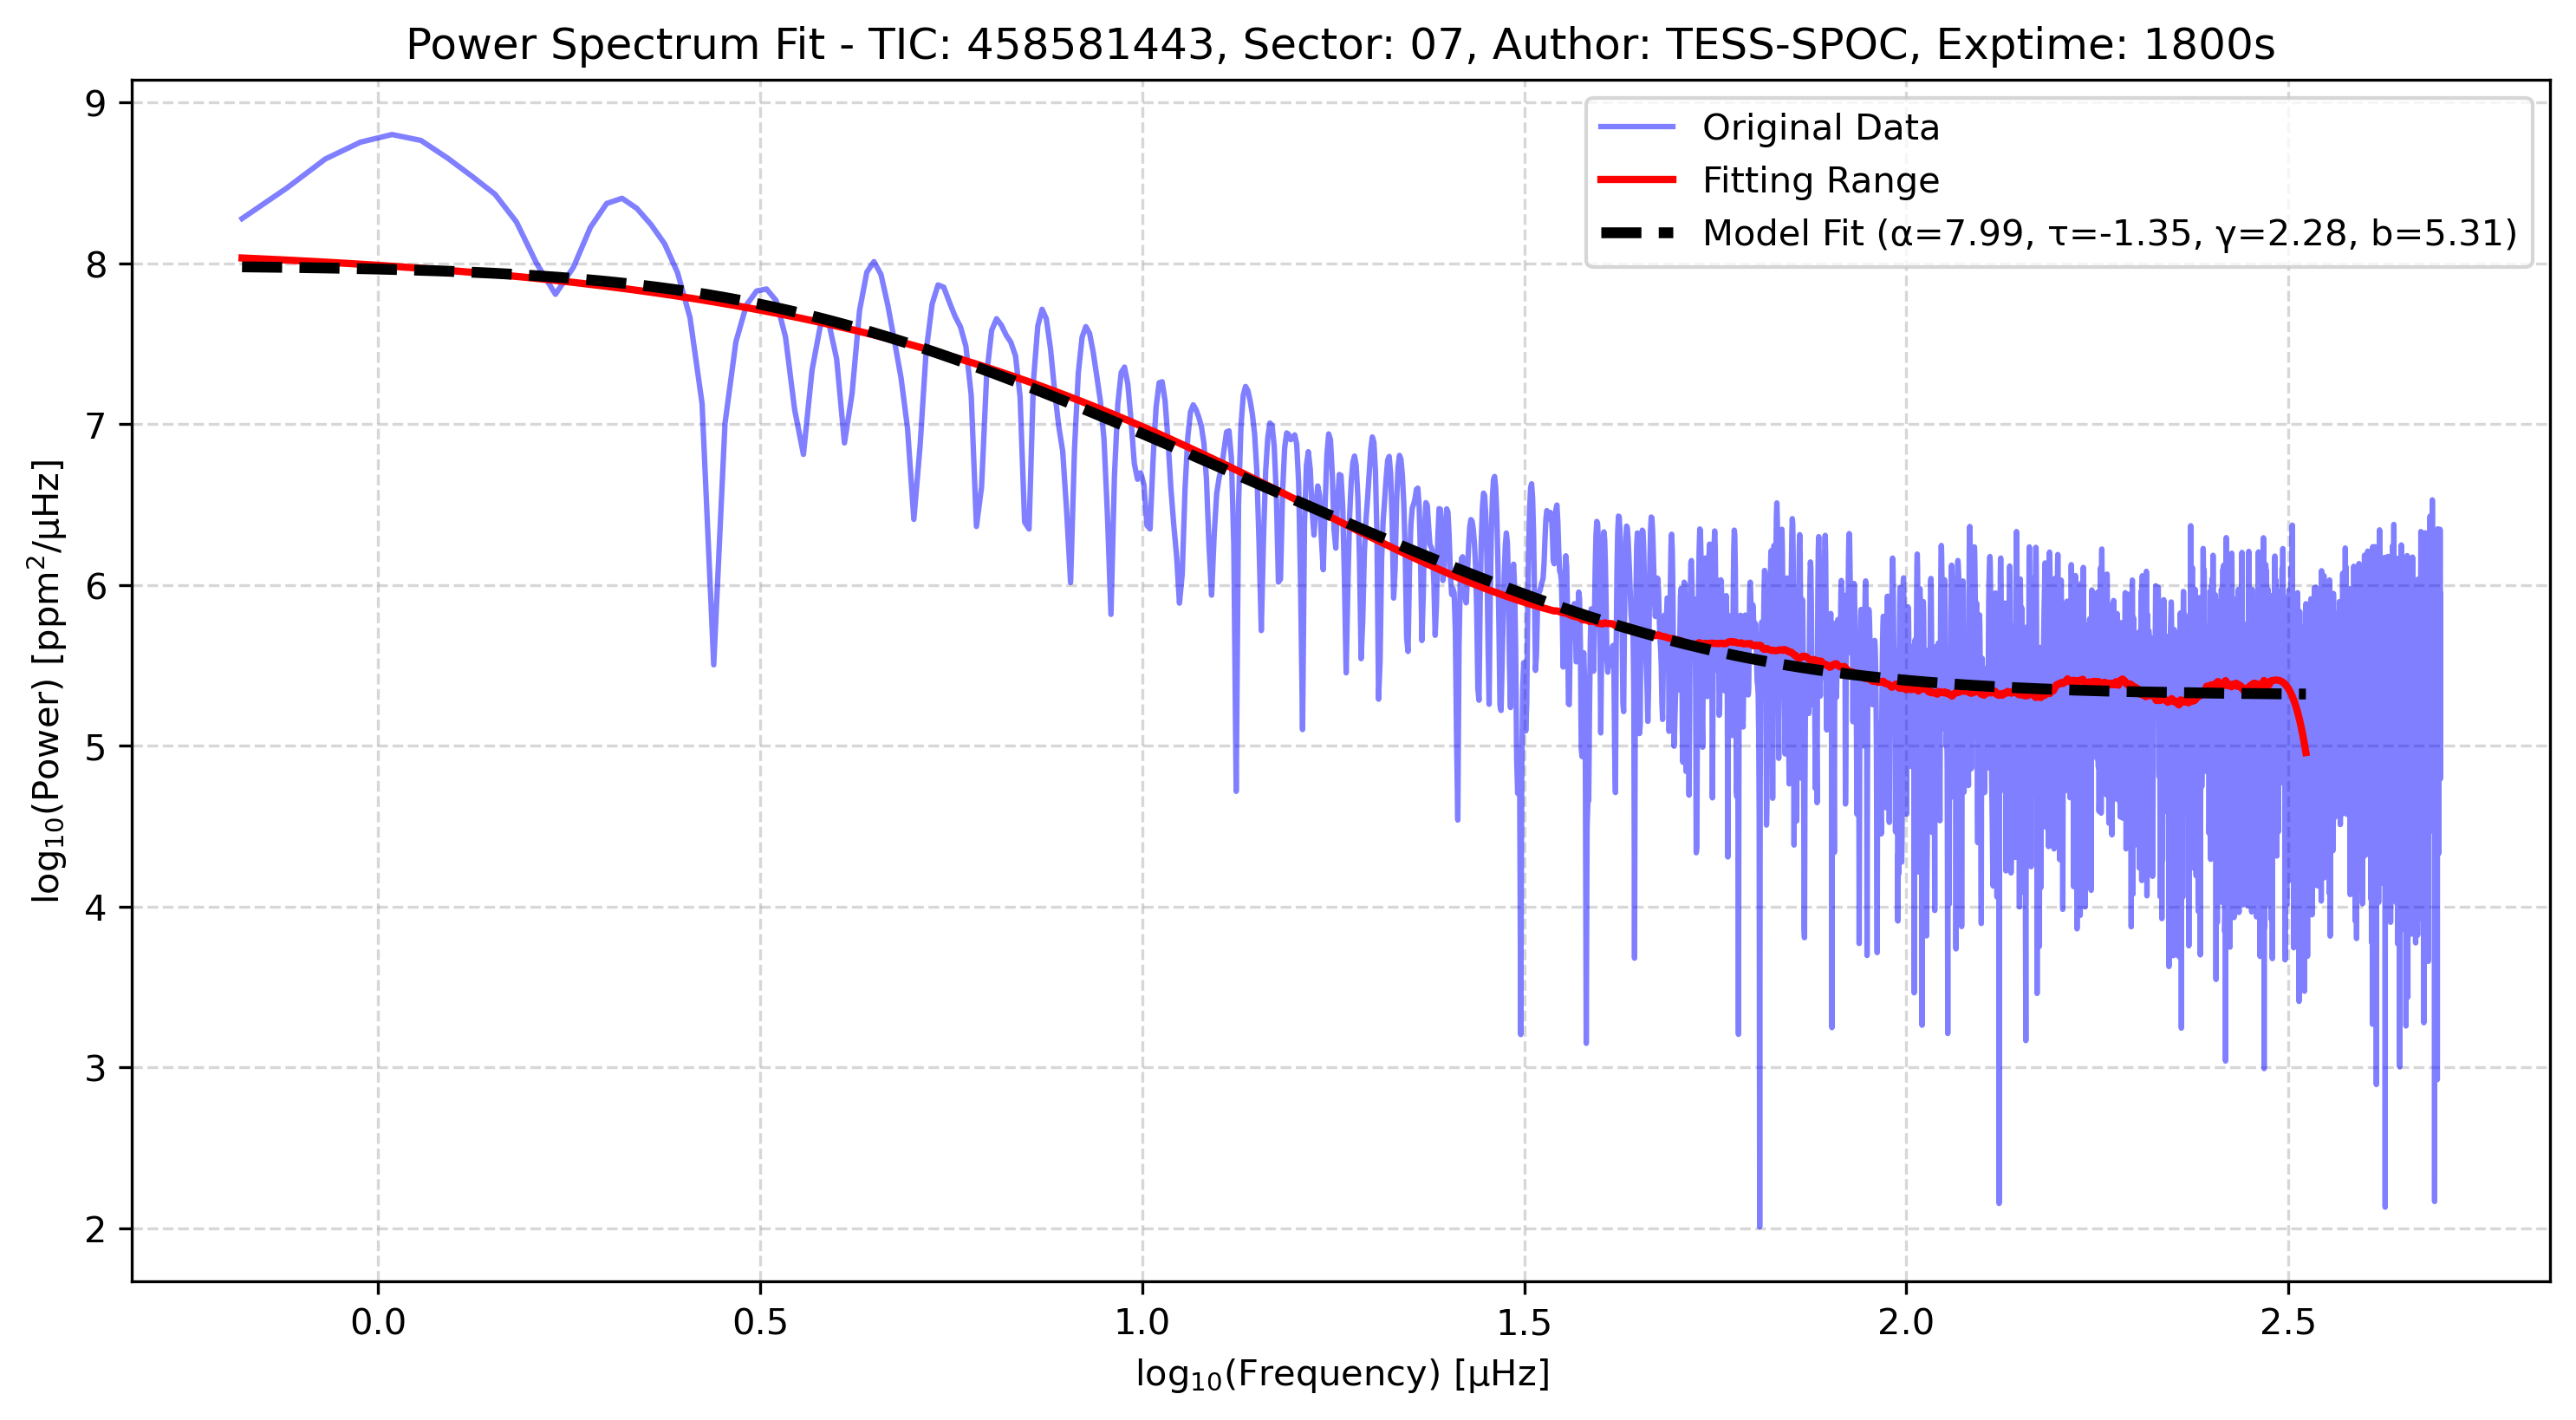 Power Spectrum Fit - TIC: 458581443, Sector: 07, Author: TESS-SPOC, Exptime: 1800s
Original Data
Fitting Range
Model Fit (α=7.99, τ=-1.35, γ=2.28, b=5.31)
log₁₀(Power) [ppm²/μHz]
9
8
7
6
5
4
3
2
0.0 0.5 1.0 1.5 2.0 2.5
log₁₀(Frequency) [μHz]